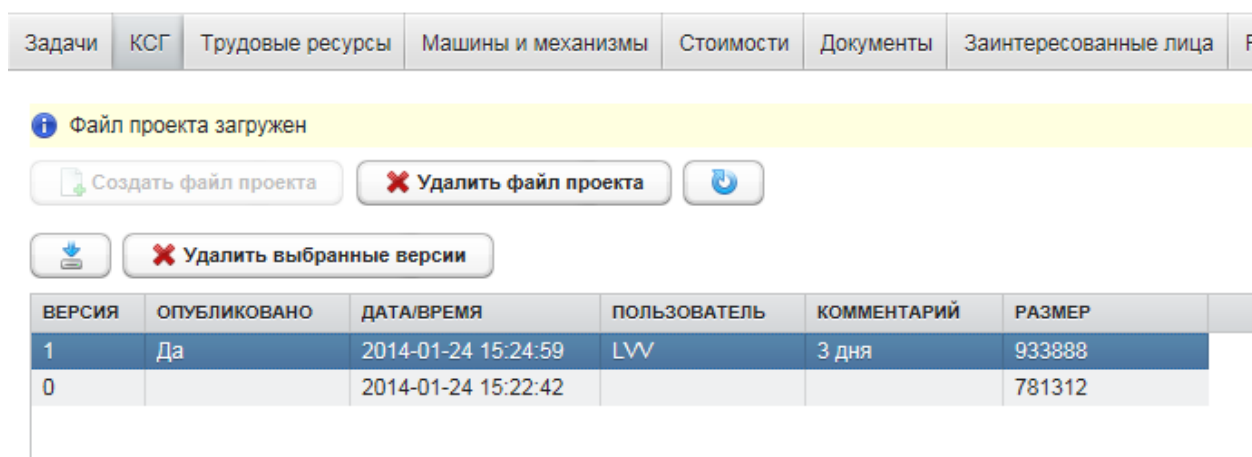 Задачи КСГ Трудовые ресурсы Машины и механизмы Стоимости Документы Заинтересованные лица
Файл проекта загружен
Создать файл проекта Удалить файл проекта
Удалить выбранные версии
ВЕРСИЯ ОПУБЛИКОВАНО ДАТА/ВРЕМЯ ПОЛЬЗОВАТЕЛЬ КОММЕНТАРИЙ РАЗМЕР
1 Да 2014-01-24 15:24:59 LVV 3 дня 933888
0 2014-01-24 15:22:42 781312